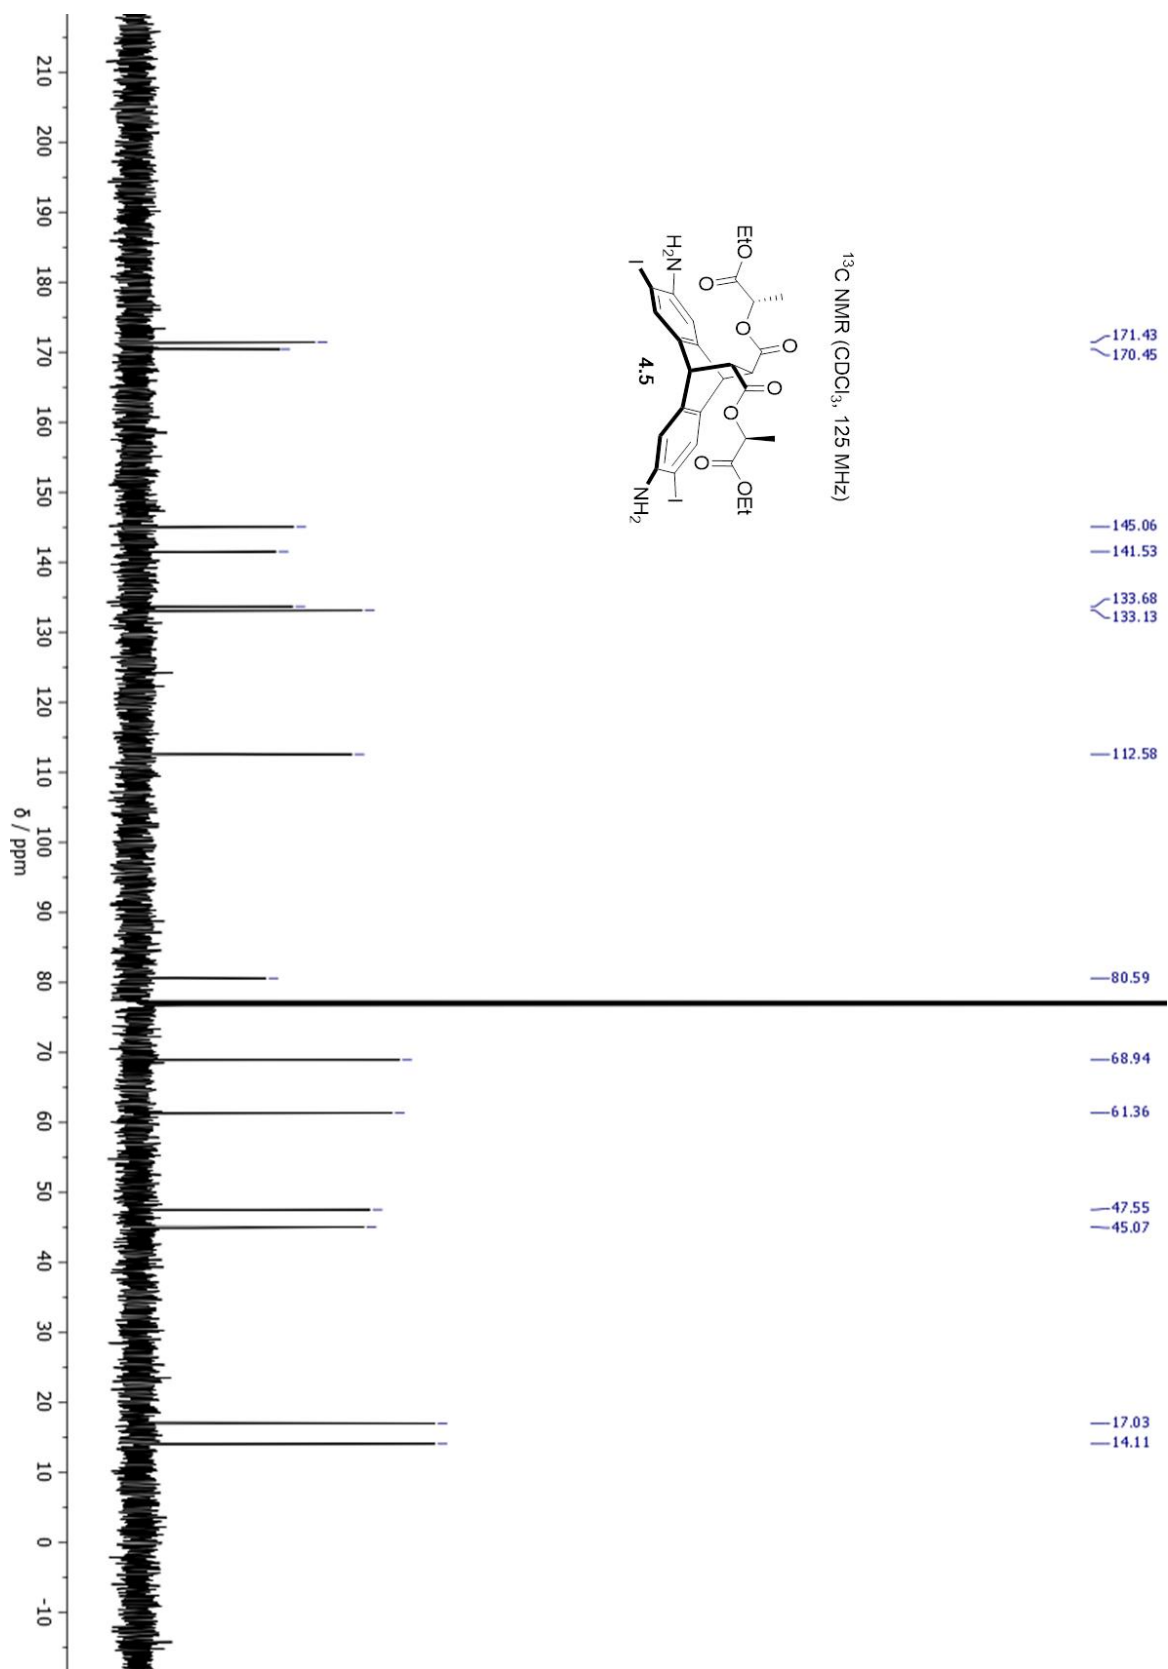 ¹³C NMR (CDCl₃, 125 MHz)
EtO
O
O
O
O
O
O
OEt
H₂N
I
4.5
I
NH₂
171.43
170.45
145.06
141.53
133.68
133.13
112.58
80.59
68.94
61.36
47.55
45.07
17.03
14.11
210 200 190 180 170 160 150 140 130 120 110 100 90 80 70 60 50 40 30 20 10 0 -10
δ / ppm